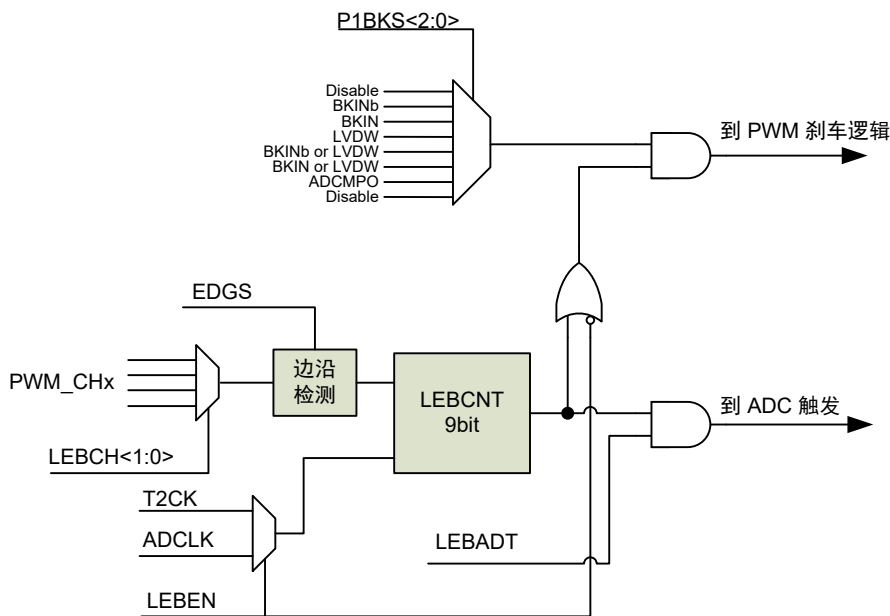 P1BKS<2:0>
Disable
BKINb
BKIN
LVDW
BKINb or LVDW
BKIN or LVDW
ADCMPO
Disable
到 PWM 刹车逻辑
EDGS
PWM_CHx
边沿
检测
LEBCNT
9bit
到 ADC 触发
LEBCH<1:0>
T2CK
ADCLK
LEBADT
LEBEN